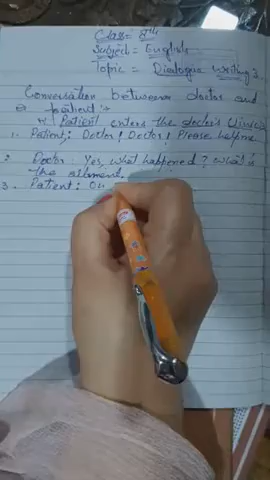 Class = 8th
Subject = English
Topic = Dialogue writing
Conversation between doctor and
patient :-
Patient enters the doctor's clinic
1. Patient; Doctor! Doctor! Please help me
2. Doctor: Yes, what happened? What's
the ailment
3. Patient: Oh